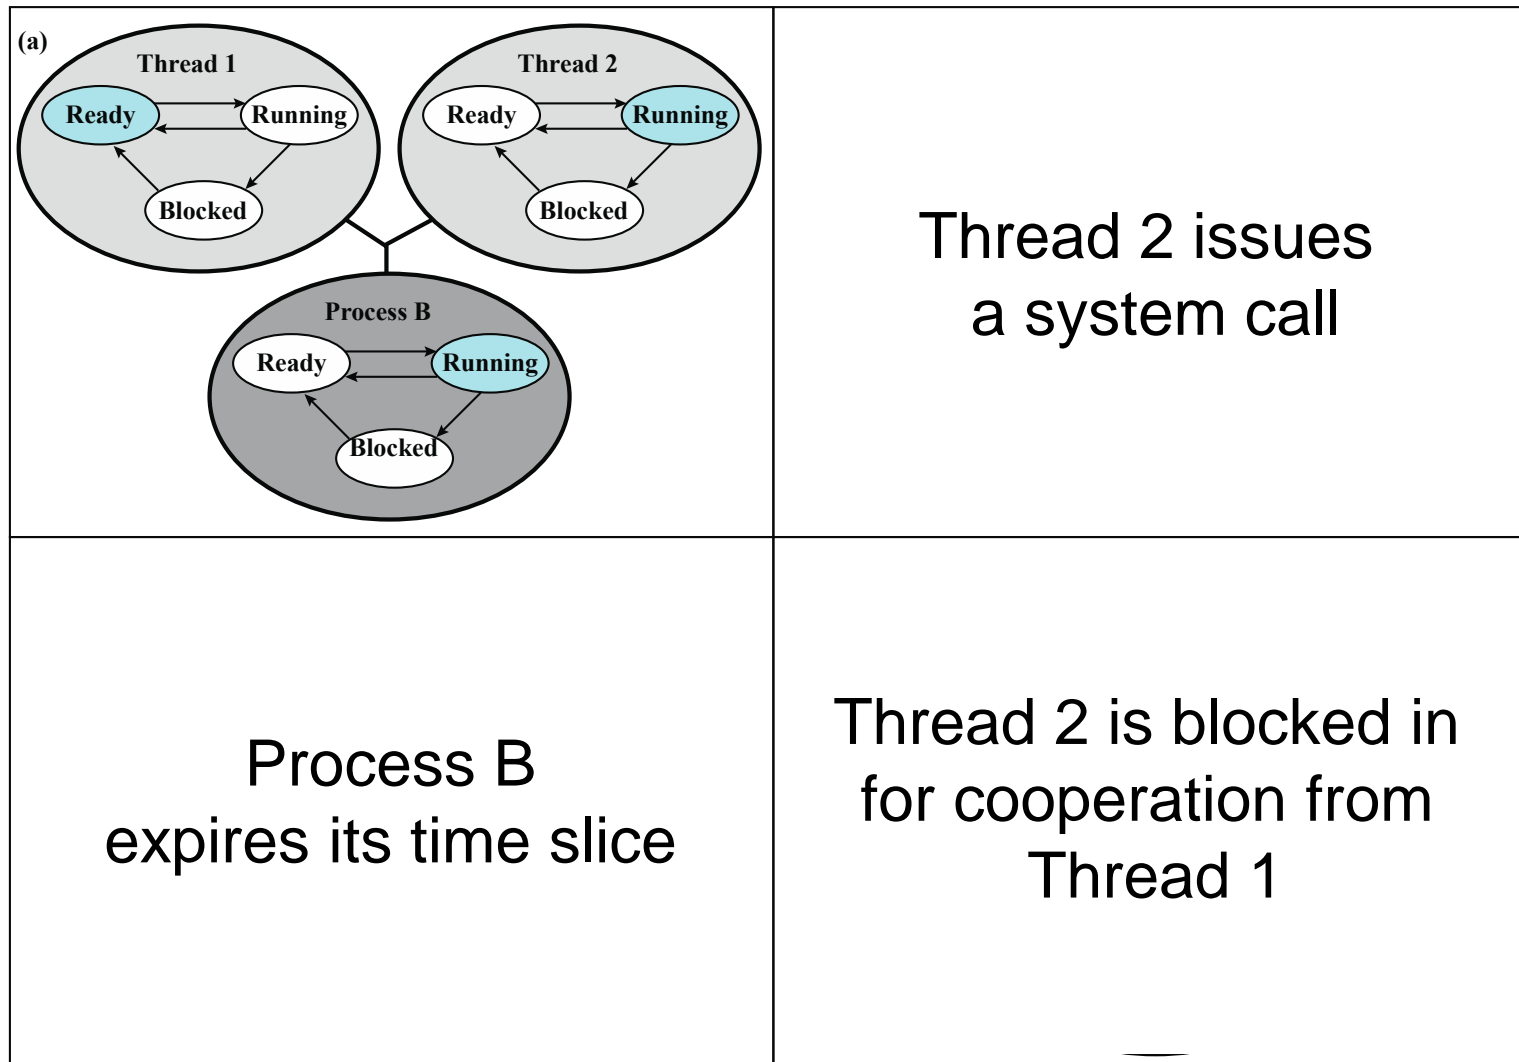 (a)
Thread 1
Ready
Running
Blocked
Thread 2
Ready
Running
Blocked
Process B
Ready
Running
Blocked
Thread 2 issues
a system call
Process B
expires its time slice
Thread 2 is blocked in
for cooperation from
Thread 1